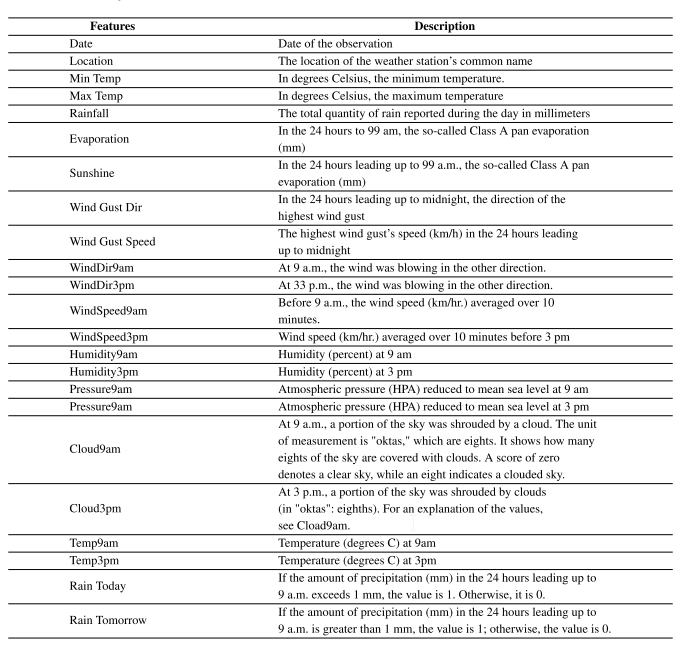 Features Description
Date Date of the observation
Location The location of the weather station's common name
Min Temp In degrees Celsius, the minimum temperature.
Max Temp In degrees Celsius, the maximum temperature
Rainfall The total quantity of rain reported during the day in millimeters
Evaporation In the 24 hours to 99 am, the so-called Class A pan evaporation
(mm)
Sunshine In the 24 hours leading up to 99 a.m., the so-called Class A pan
evaporation (mm)
Wind Gust Dir In the 24 hours leading up to midnight, the direction of the
highest wind gust
Wind Gust Speed The highest wind gust's speed (km/h) in the 24 hours leading
up to midnight
WindDir9am At 9 a.m., the wind was blowing in the other direction.
WindDir3pm At 33 p.m., the wind was blowing in the other direction.
WindSpeed9am Before 9 a.m., the wind speed (km/hr) averaged over 10
minutes.
WindSpeed3pm Wind speed (km/hr.) averaged over 10 minutes before 3 pm
Humidity9am Humidity (percent) at 9 am
Humidity3pm Humidity (percent) at 3 pm
Pressure9am Atmospheric pressure (HPA) reduced to mean sea level at 9 am
Pressure9am Atmospheric pressure (HPA) reduced to mean sea level at 3 pm
Cloud9am At 9 a.m., a portion of the sky was shrouded by a cloud. The unit
of measurement is "oktas," which are eights. It shows how many
eights of the sky are covered with clouds. A score of zero
denotes a clear sky, while an eight indicates a clouded sky.
Cloud3pm At 3 p.m., a portion of the sky was shrouded by clouds
(in "oktas": eighths). For an explanation of the values,
see Cload9am.
Temp9am Temperature (degrees C) at 9am
Temp3pm Temperature (degrees C) at 3pm
Rain Today If the amount of precipitation (mm) in the 24 hours leading up to
9 a.m. exceeds 1 mm, the value is 1. Otherwise, it is 0.
Rain Tomorrow If the amount of precipitation (mm) in the 24 hours leading up to
9 a.m. is greater than 1 mm, the value is 1; otherwise, the value is 0.